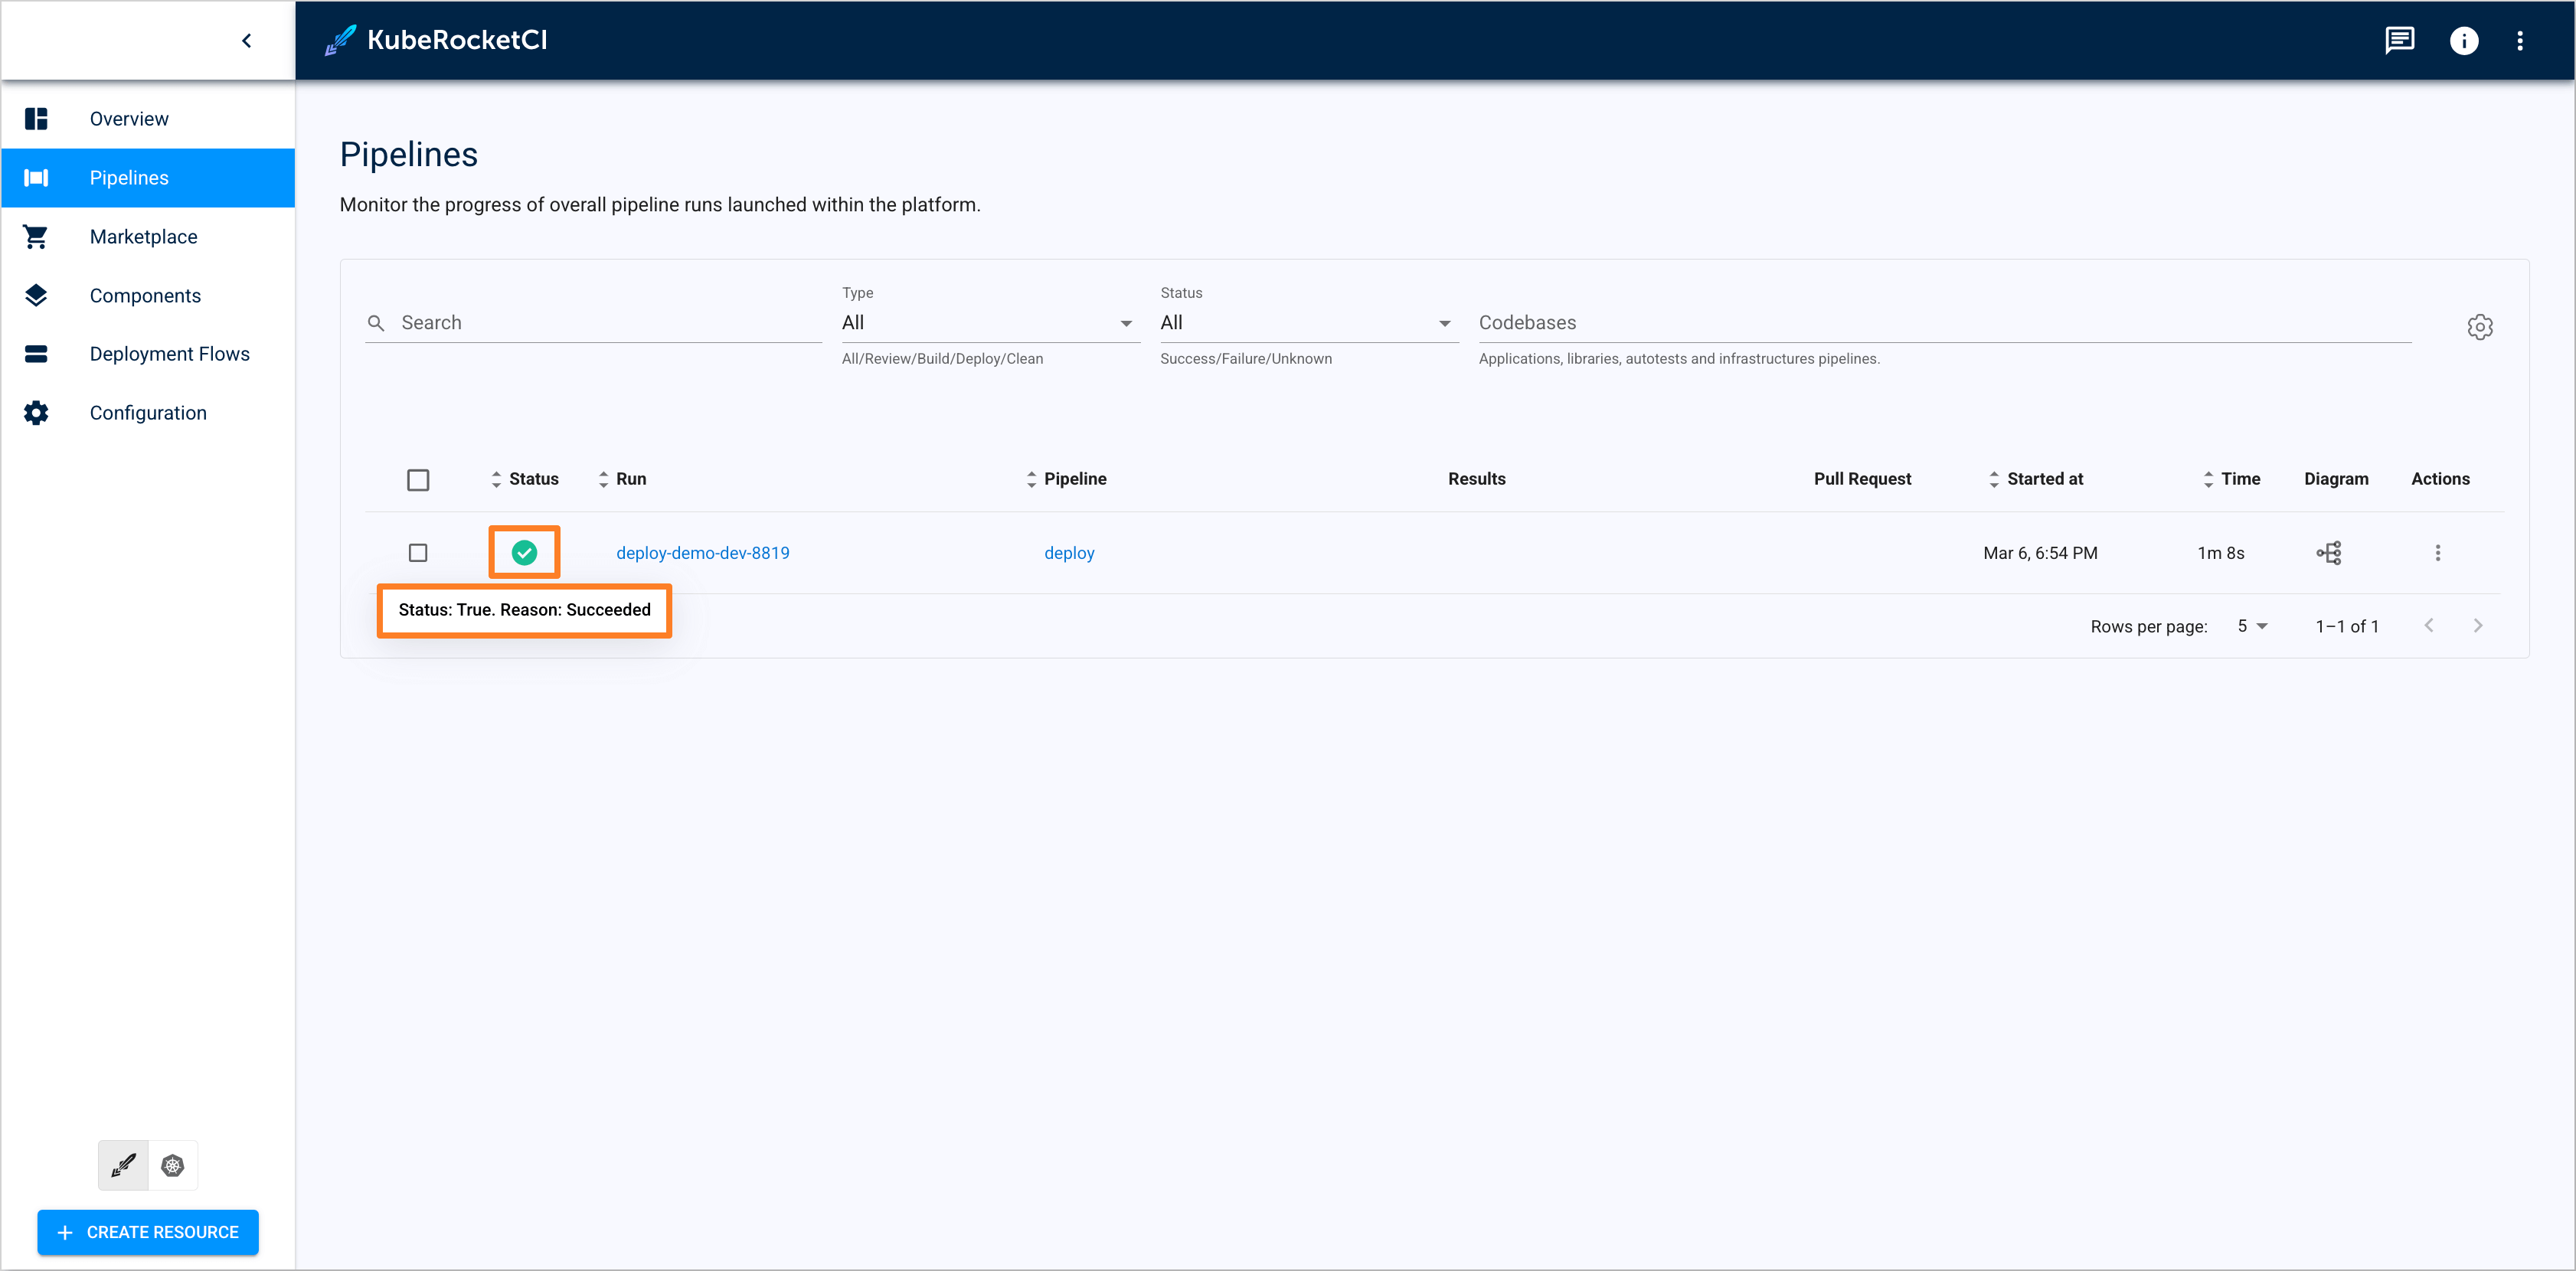 KubeRocketCI
Overview
Pipelines
Marketplace
Components
Deployment Flows
Configuration
CREATE RESOURCE
Pipelines
Monitor the progress of overall pipeline runs launched within the platform.
Search
Type
All
All/Review/Build/Deploy/Clean
Status
All
Success/Failure/Unknown
Codebases
Applications, libraries, autotests and infrastructures pipelines.
Status Run Pipeline Results Pull Request Started at Time Diagram Actions
deploy-demo-dev-8819 deploy Mar 6, 6:54 PM 1m 8s
Status: True. Reason: Succeeded
Rows per page: 5 1–1 of 1